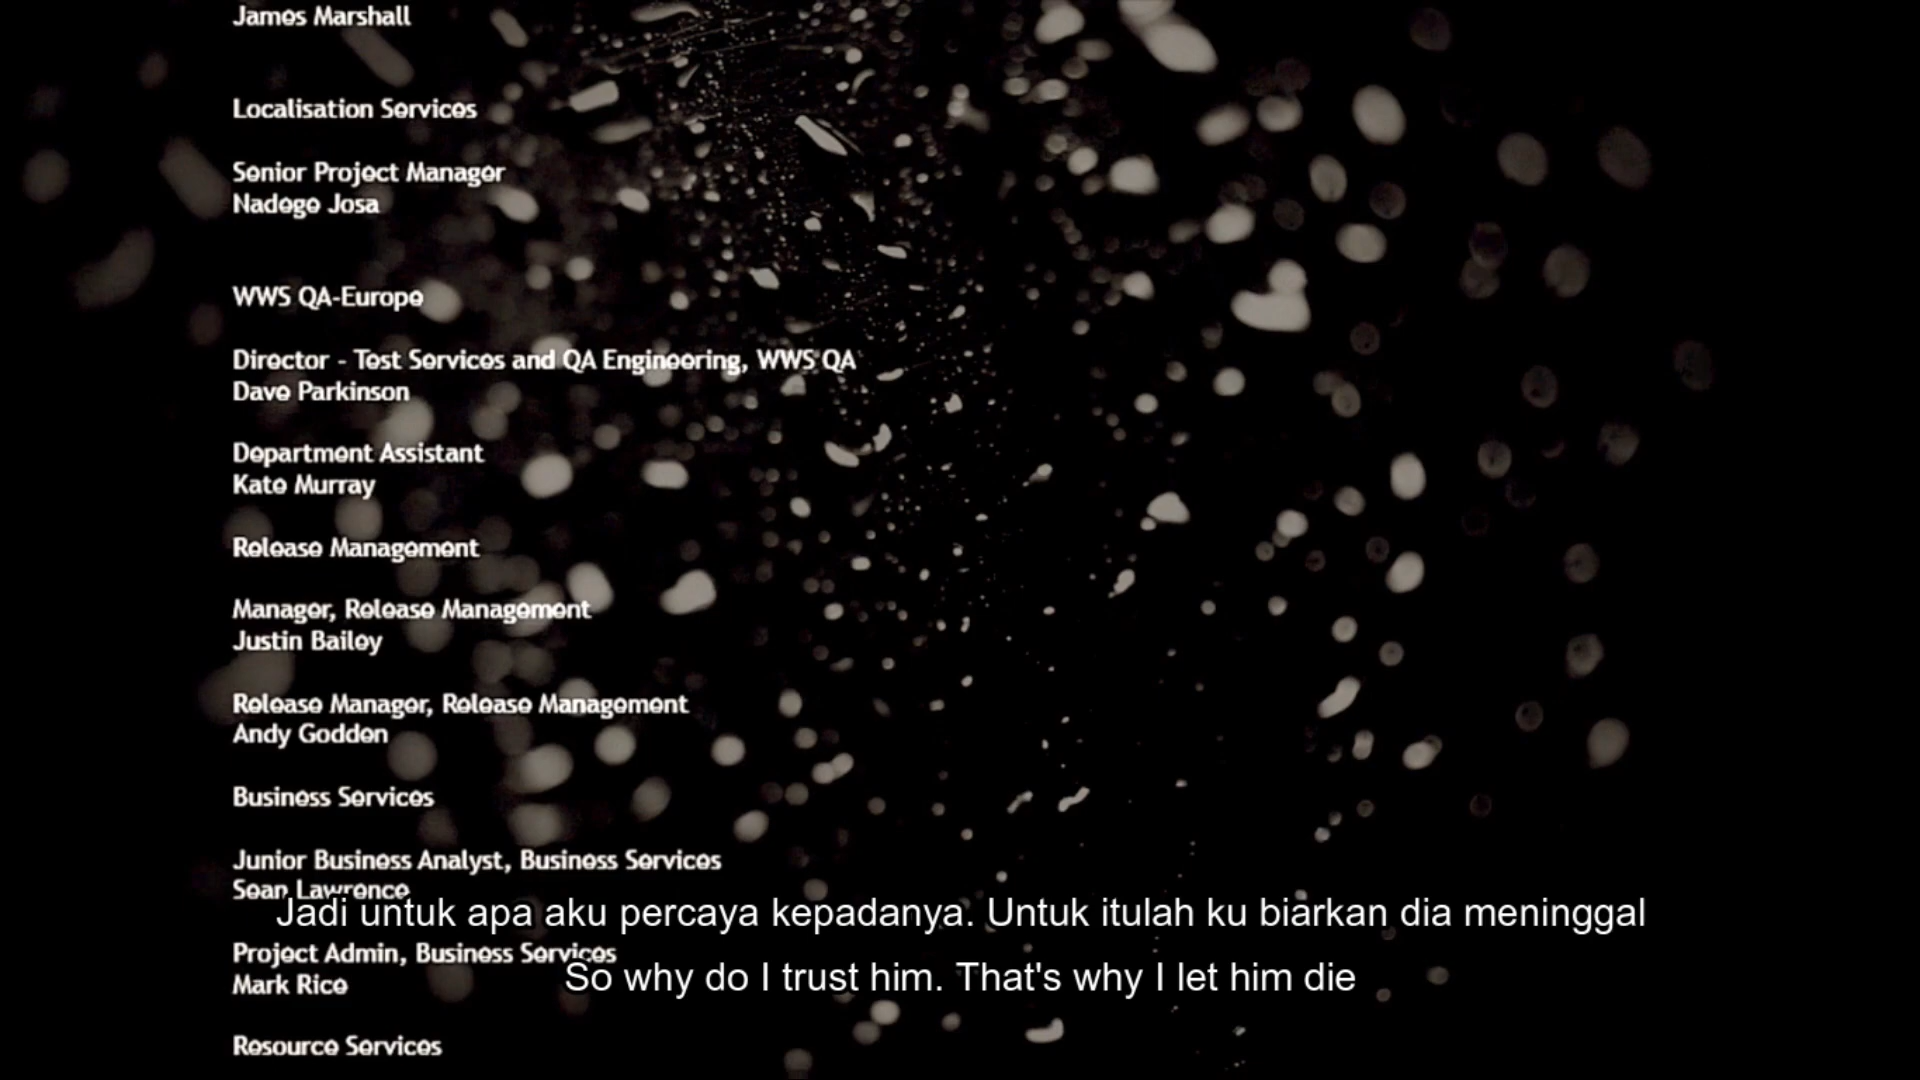 James Marshall
Localisation Services
Senior Project Manager
Nadege Josa
WWS QA-Europe
Director - Test Services and QA Engineering, WWS QA
Dave Parkinson
Department Assistant
Kate Murray
Release Management
Manager, Release Management
Justin Bailey
Release Manager, Release Management
Andy Godden
Business Services
Junior Business Analyst, Business Services
Sean Lawrence
Jadi untuk apa aku percaya kepadanya. Untuk itulah ku biarkan dia meninggal
Project Admin, Business Services
So why do I trust him. That's why I let him die
Mark Rice
Resource Services